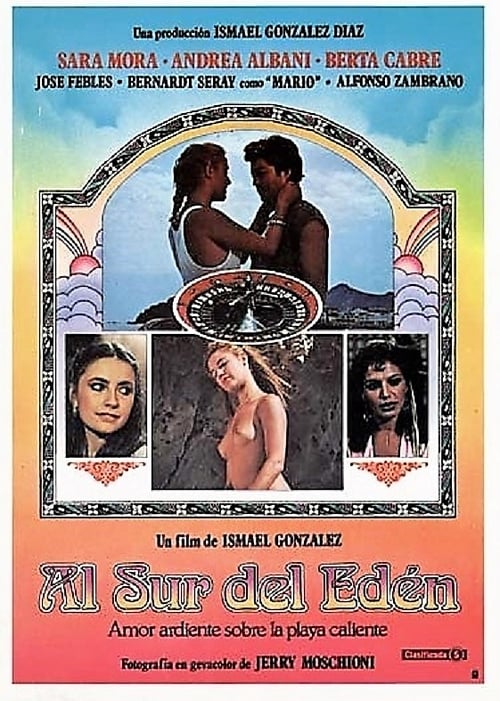 Una producción ISMAEL GONZALEZ DIAZ
SARA MORA · ANDREA ALBANI · BERTA CABRE
JOSE FEBLES · BERNARDT SERAY como "MARIO" · ALFONSO ZAMBRANO
Un film de ISMAEL GONZALEZ
Al Sur del Edén
Amor ardiente sobre la playa caliente
Clasificada S
Fotografía en gevacolor de JERRY MOSCHIONI